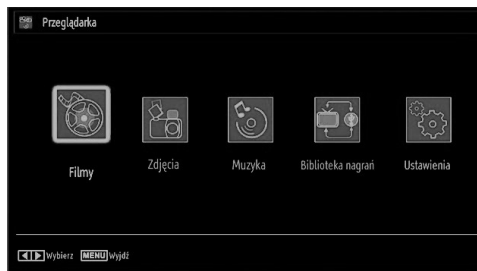 Przeglądarka
Filmy Zdjęcia Muzyka Biblioteka nagrań Ustawienia
Wybierz MENU Wyjdź